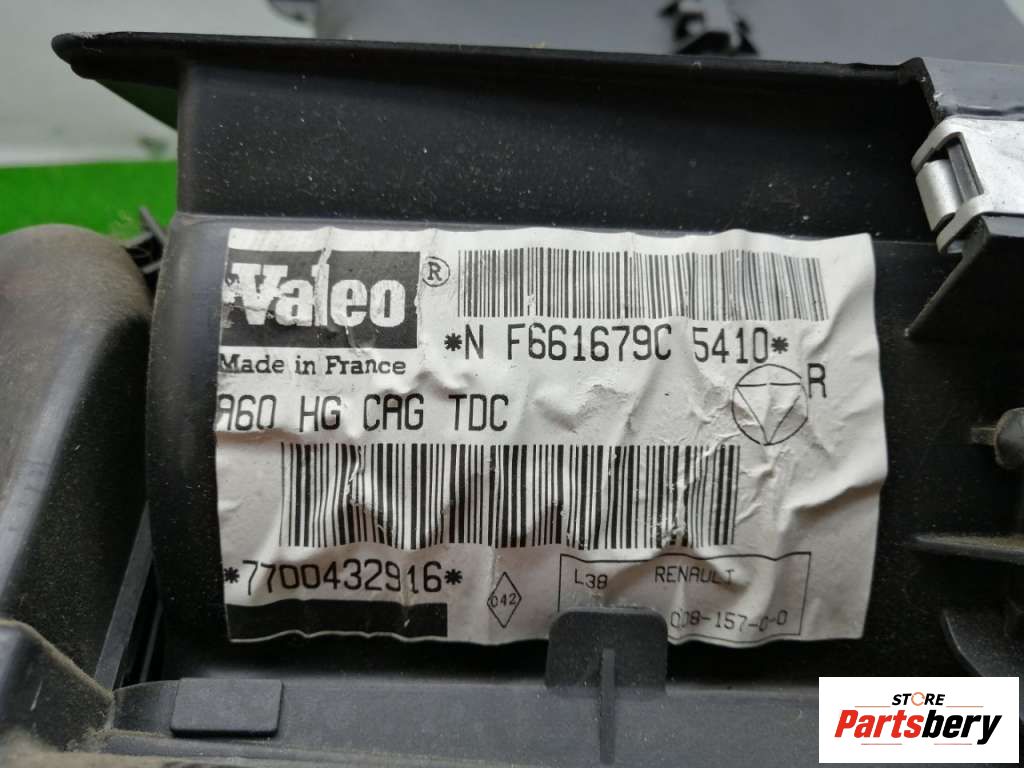 Valeo®
Made in France
*N F661679C 5410*
R
A60 HG CAG TDC
*7700432916*
042
L38 RENAULT
008-157-0-0
STORE
Partsbery